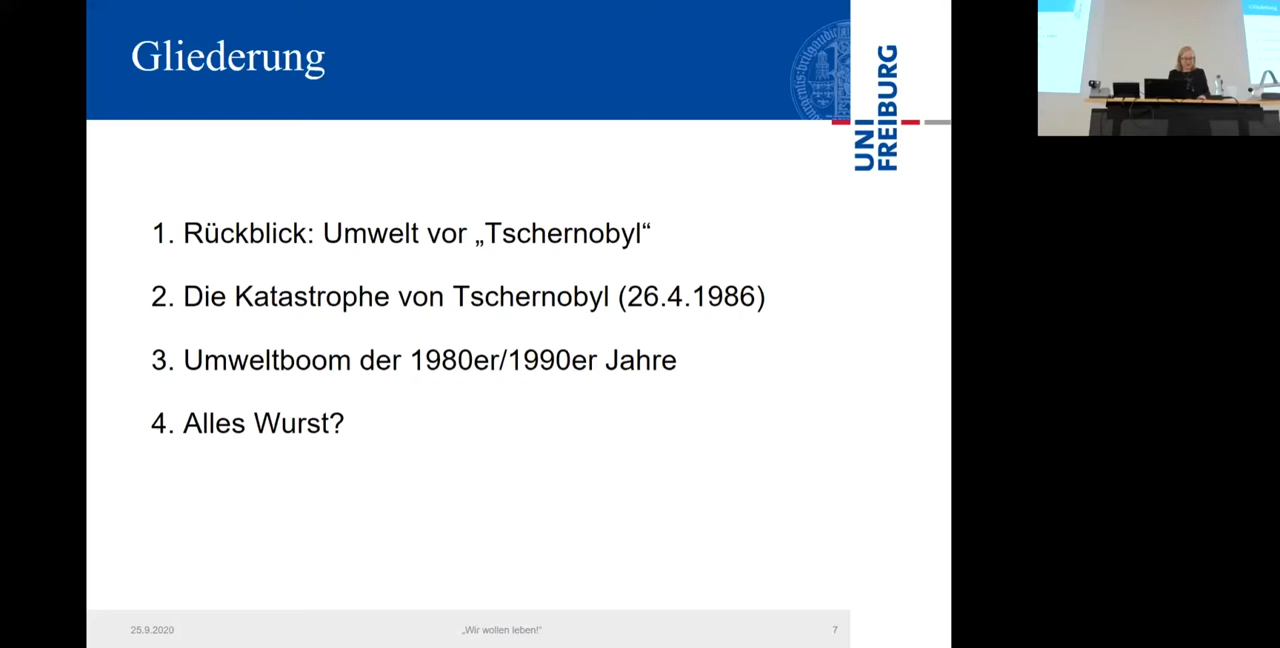 Gliederung
UNI
FREIBURG
1. Rückblick: Umwelt vor „Tschernobyl“
2. Die Katastrophe von Tschernobyl (26.4.1986)
3. Umweltboom der 1980er/1990er Jahre
4. Alles Wurst?
25.9.2020
„Wir wollen leben!“
7
Gliederung